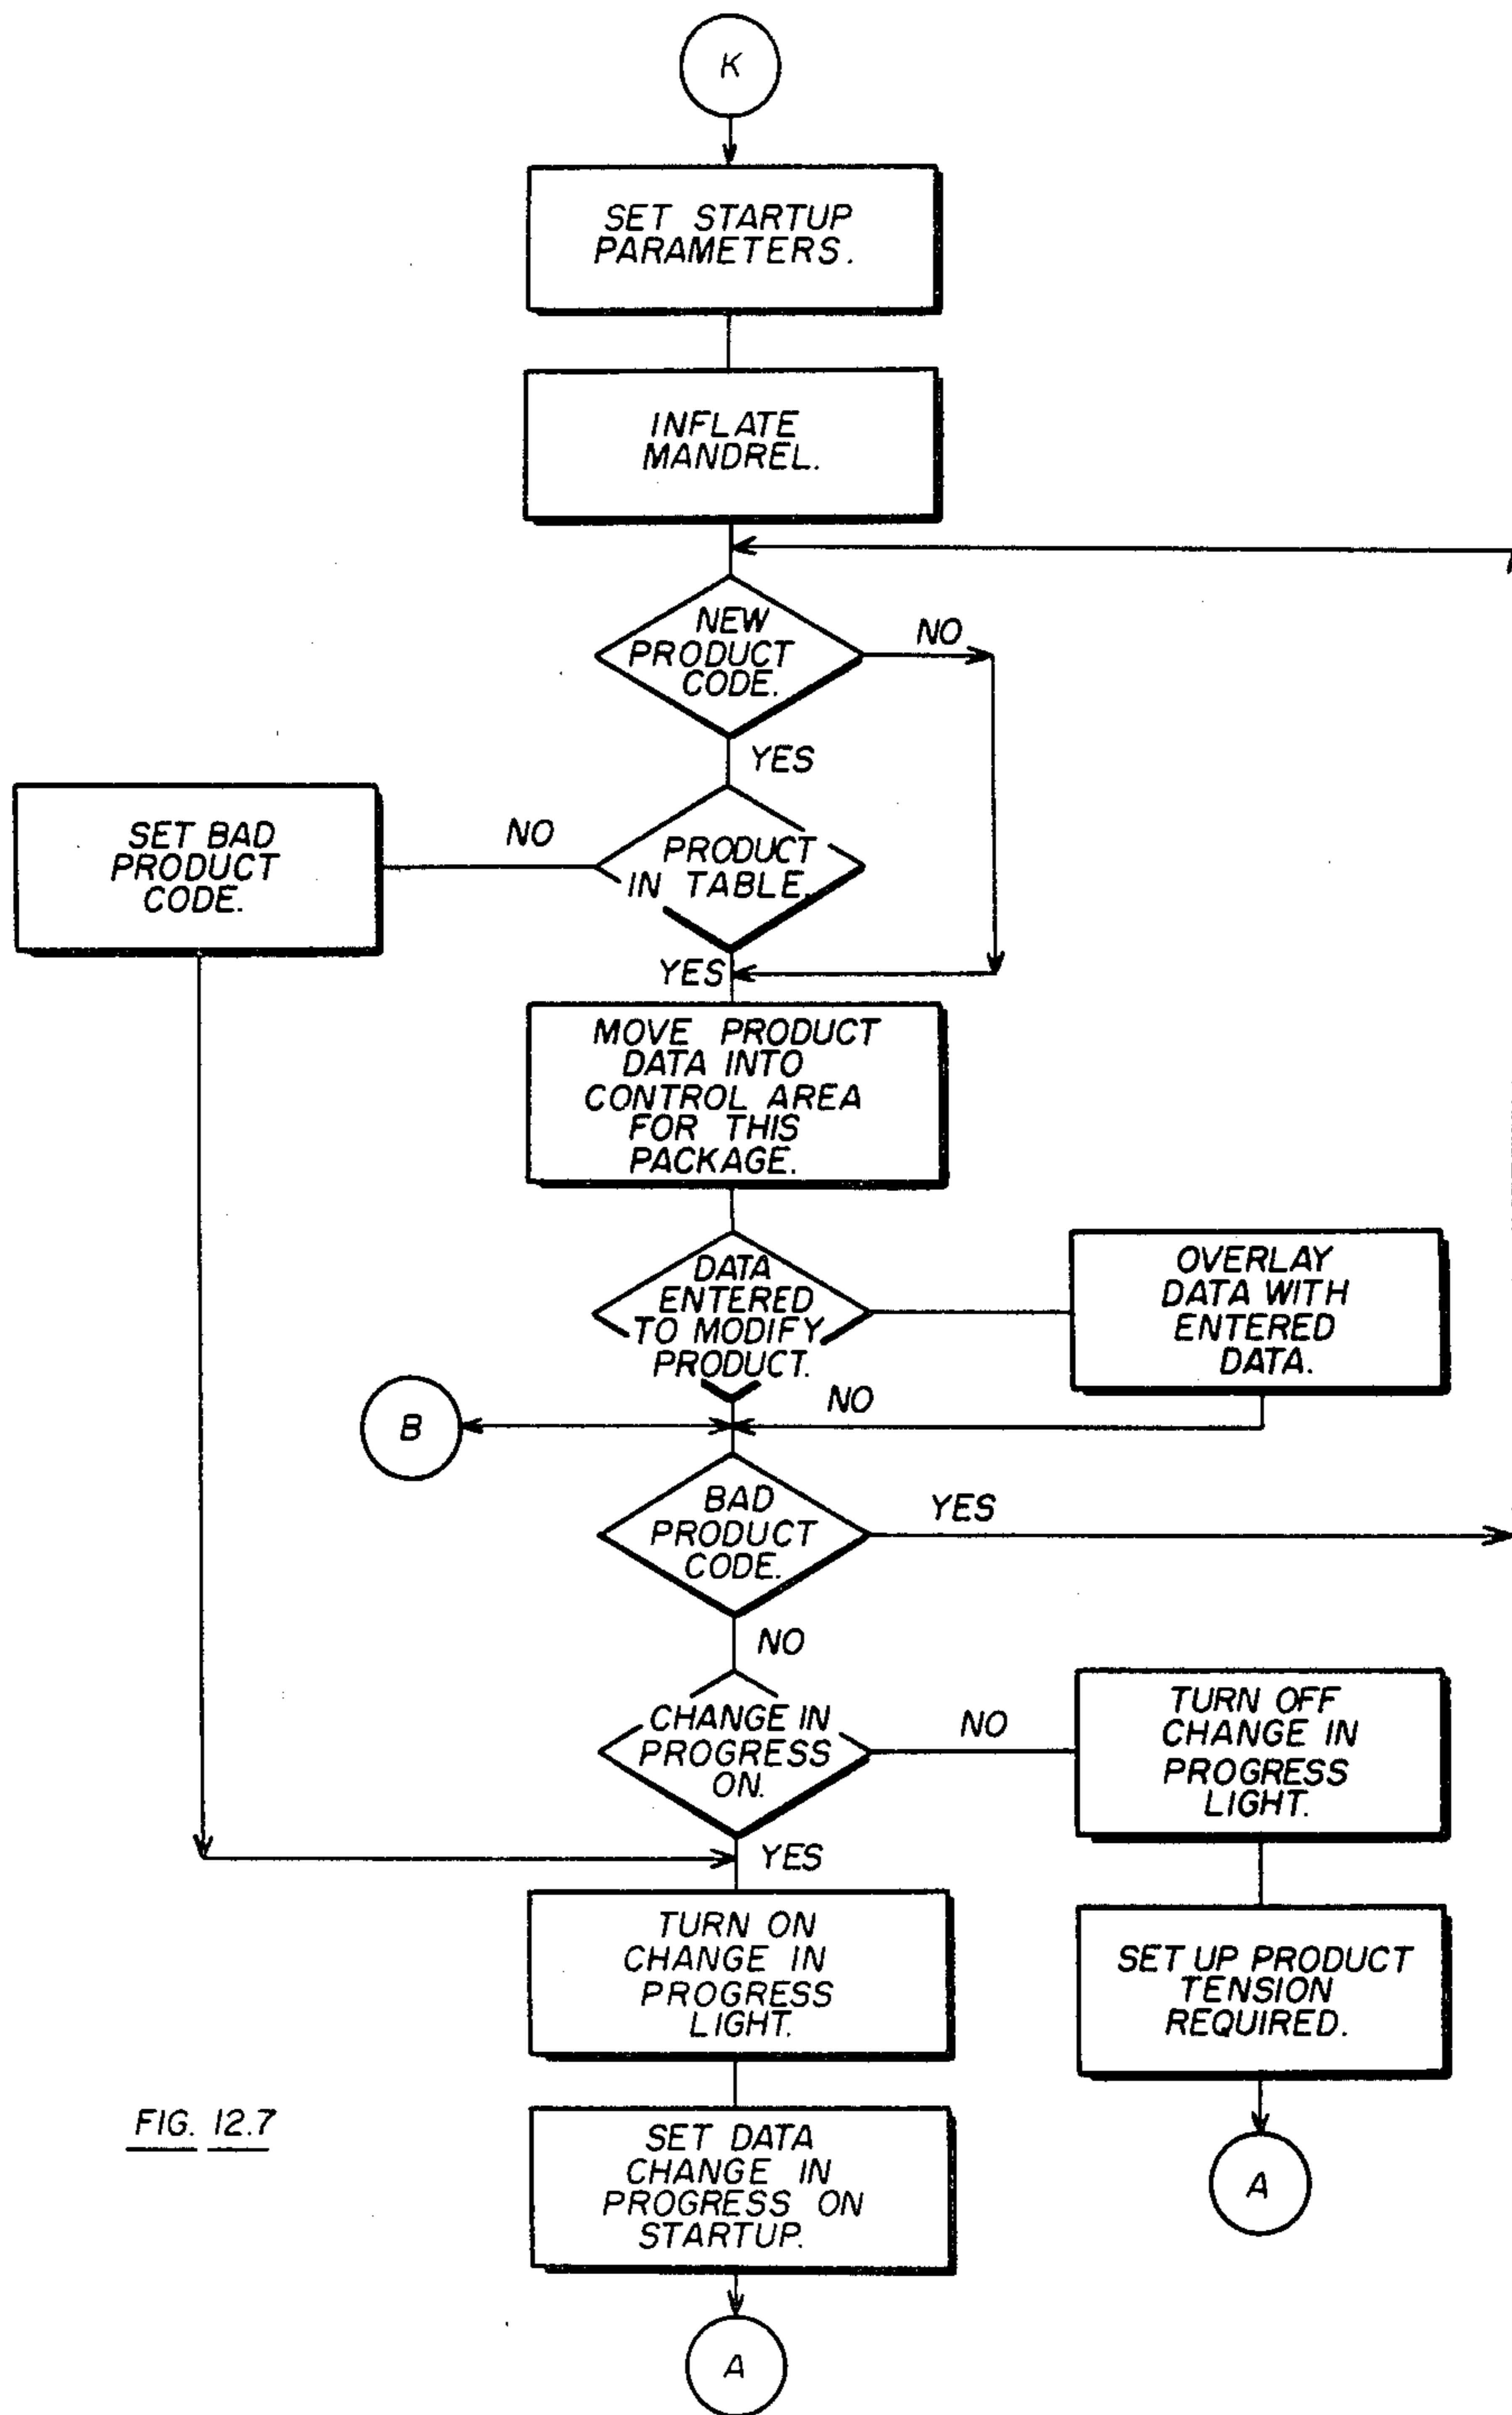 K
SET STARTUP
PARAMETERS.
INFLATE
MANDREL.
NEW
PRODUCT
CODE.
NO
YES
SET BAD
PRODUCT
CODE.
NO
PRODUCT
IN TABLE.
YES
MOVE PRODUCT
DATA INTO
CONTROL AREA
FOR THIS
PACKAGE.
DATA
ENTERED
TO MODIFY
PRODUCT.
OVERLAY
DATA WITH
ENTERED
DATA.
NO
B
BAD
PRODUCT
CODE.
YES
NO
CHANGE IN
PROGRESS
ON.
NO
TURN OFF
CHANGE IN
PROGRESS
LIGHT.
YES
TURN ON
CHANGE IN
PROGRESS
LIGHT.
SET UP PRODUCT
TENSION
REQUIRED.
FIG. 12.7
SET DATA
CHANGE IN
PROGRESS ON
STARTUP.
A
A